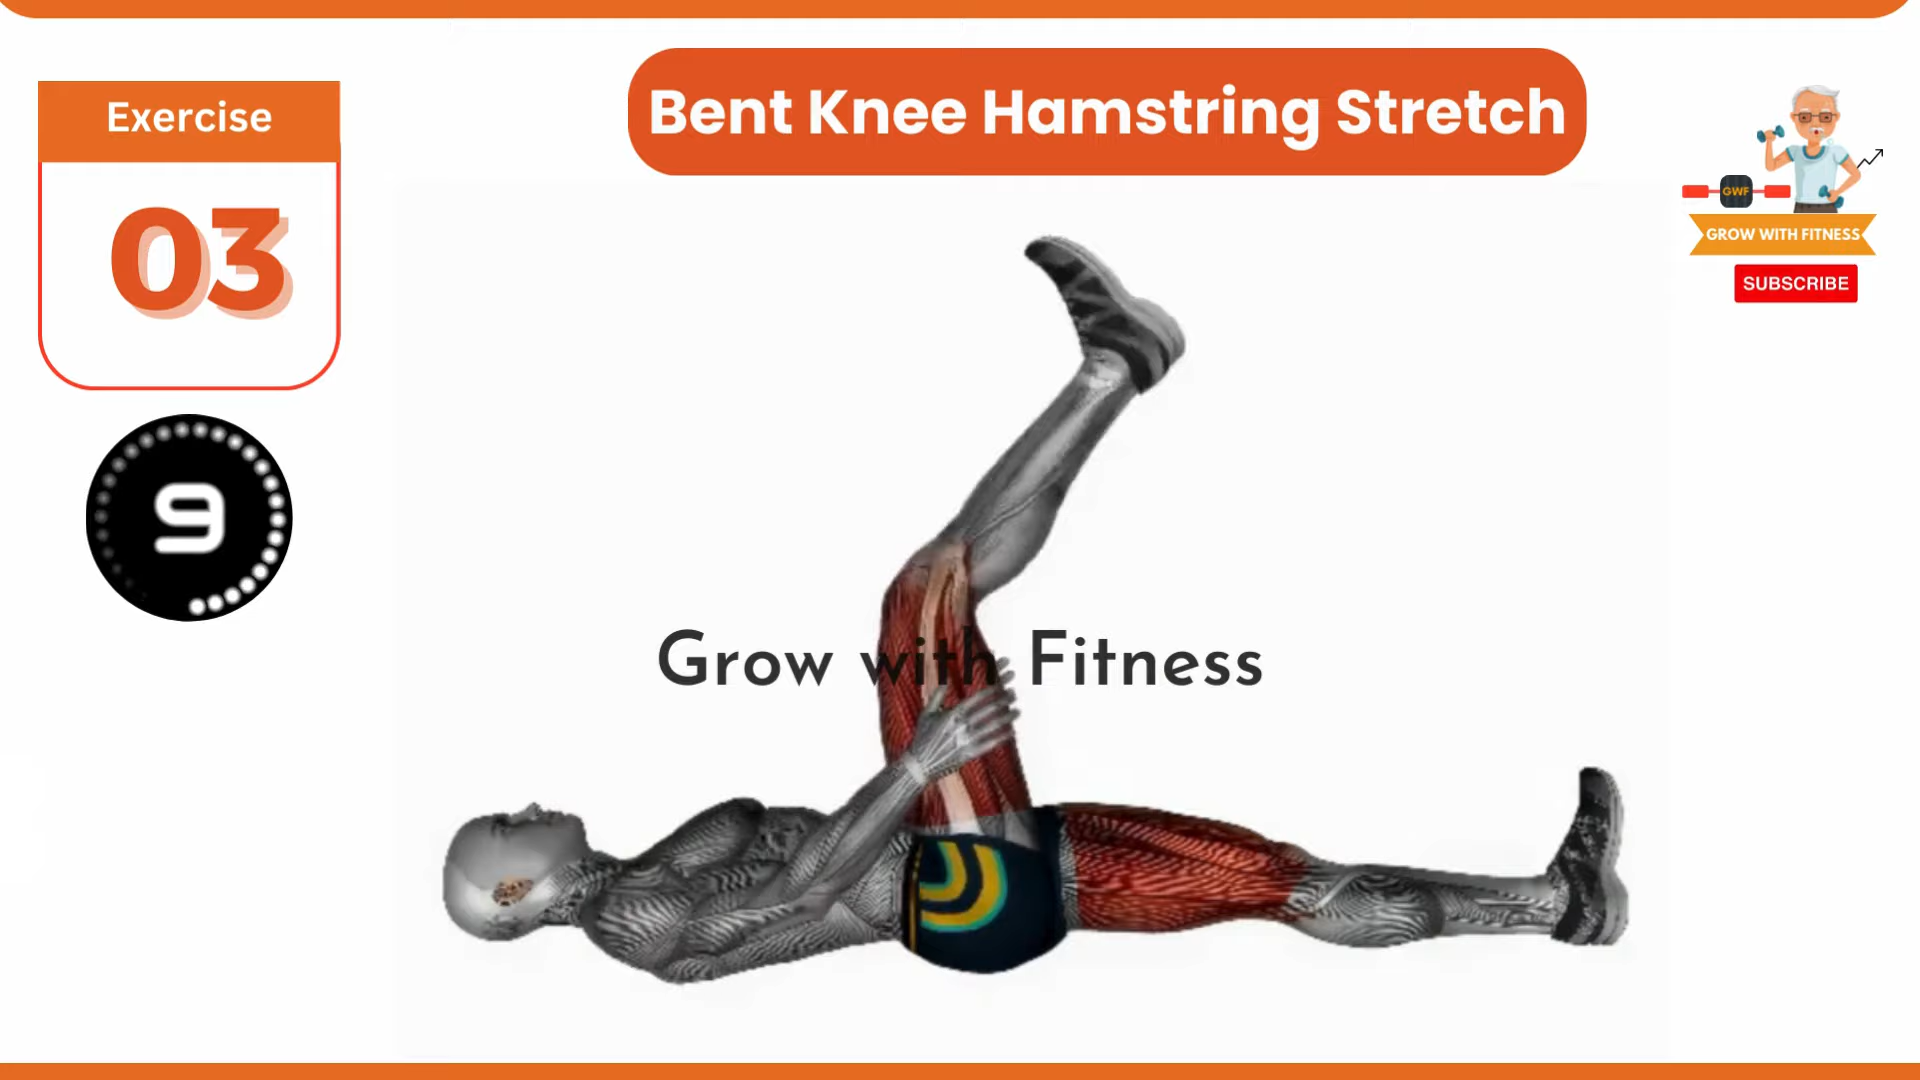 Bent Knee Hamstring Stretch
Exercise
03
GWF
GROW WITH FITNESS
SUBSCRIBE
9
Grow with Fitness